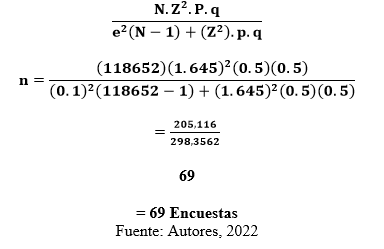 N.Z².P.q
e²(N − 1) + (Z²).p.q
n = (118652)(1.645)²(0.5)(0.5)
(0.1)²(118652 − 1) + (1.645)²(0.5)(0.5)
= 205,116
298,3562
69
= 69 Encuestas
Fuente: Autores, 2022